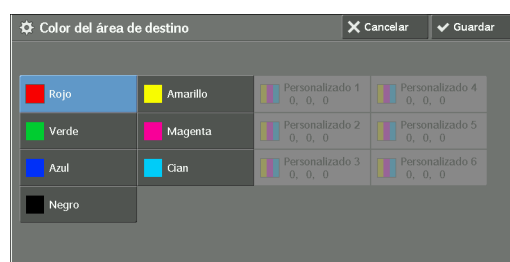 Color del área de destino
Cancelar
Guardar
Rojo
Amarillo
Personalizado 1
0, 0, 0
Personalizado 4
0, 0, 0
Verde
Magenta
Personalizado 2
0, 0, 0
Personalizado 5
0, 0, 0
Azul
Cian
Personalizado 3
0, 0, 0
Personalizado 6
0, 0, 0
Negro